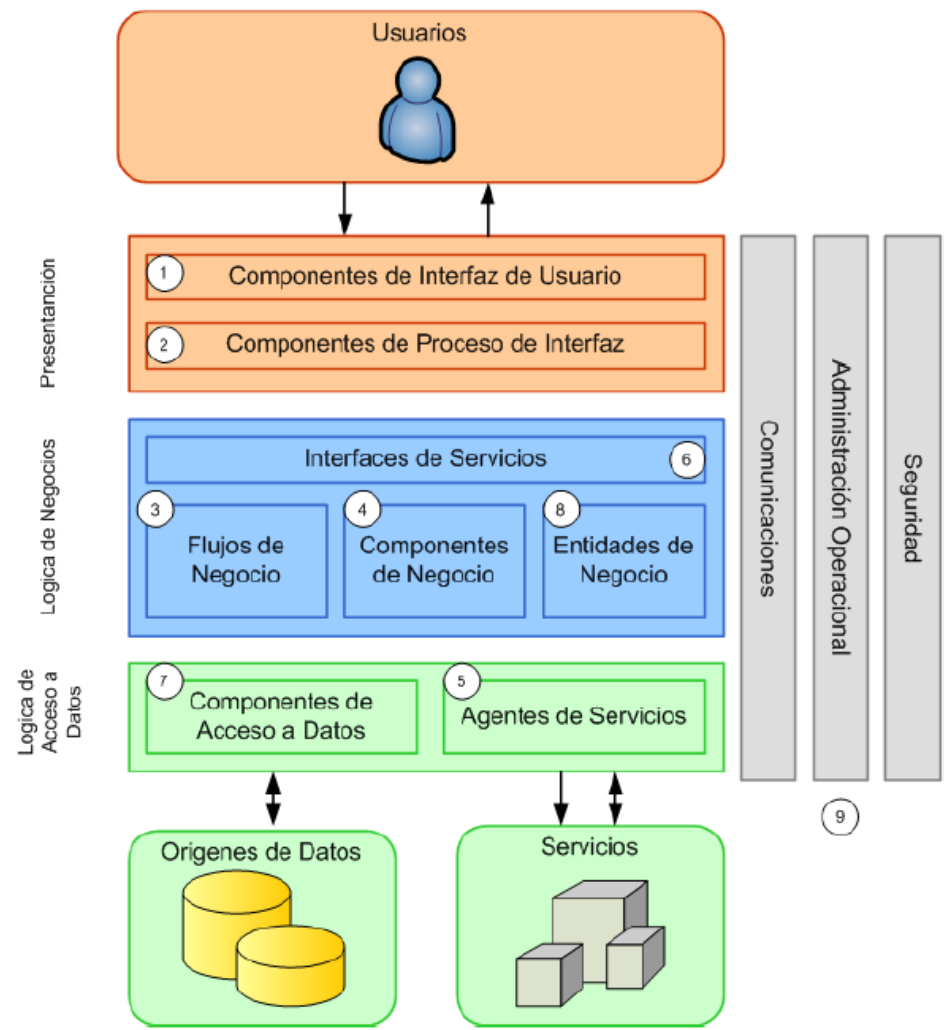 Usuarios
Presentanción
1
Componentes de Interfaz de Usuario
2
Componentes de Proceso de Interfaz
Logica de Negocios
Interfaces de Servicios
6
3
Flujos de
Negocio
4
Componentes
de Negocio
8
Entidades de
Negocio
Logica de
Acceso a
Datos
7
Componentes de
Acceso a Datos
5
Agentes de Servicios
Comunicaciones
Administración Operacional
Seguridad
9
Origenes de Datos
Servicios